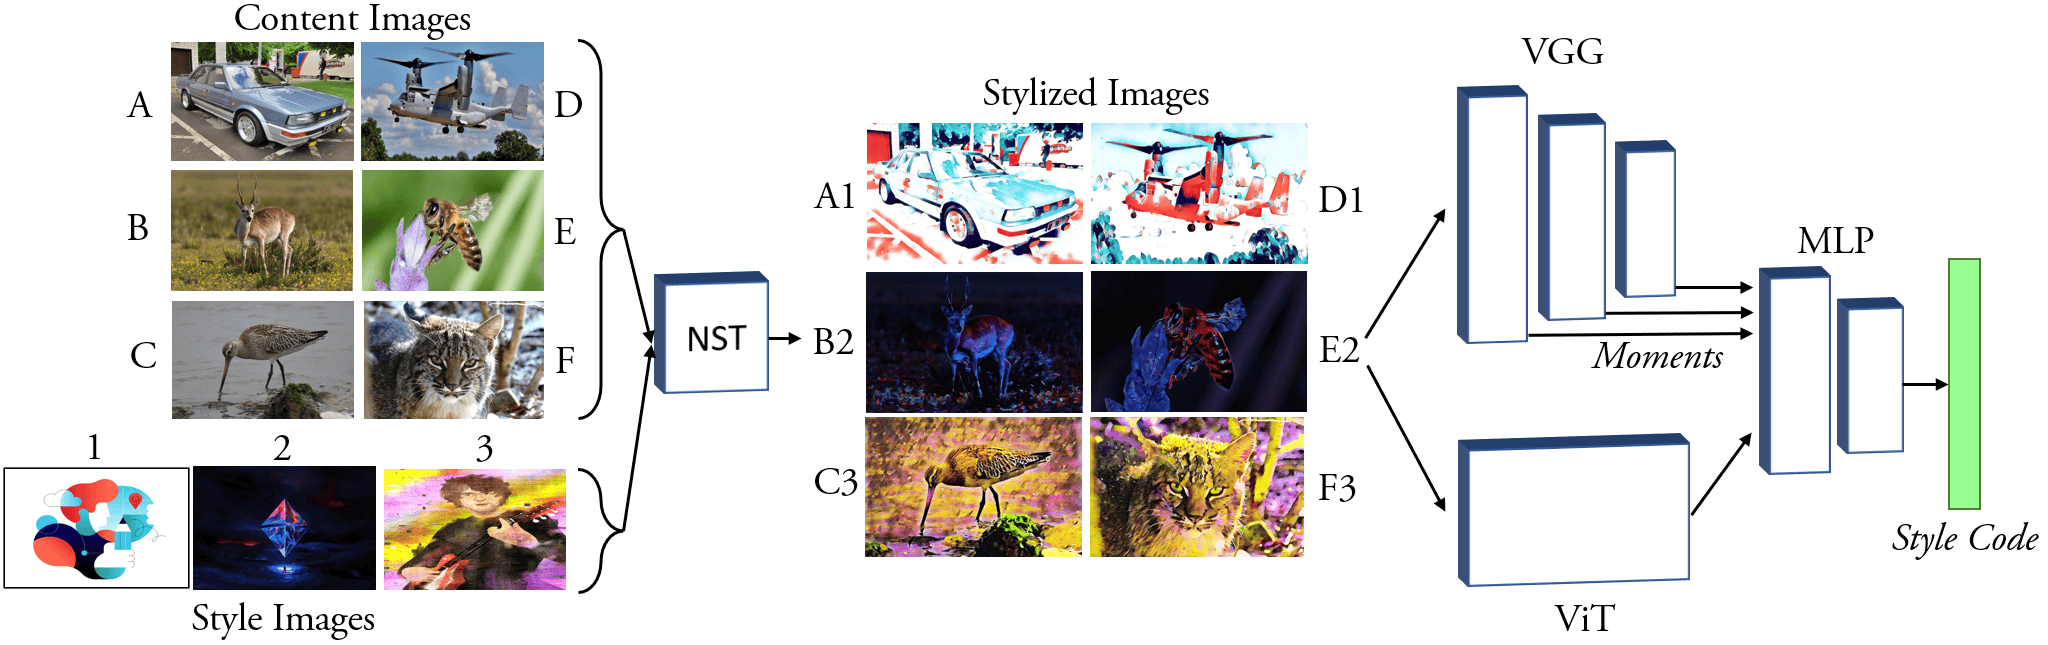 Content Images
A
D
B
E
C
F
1
2
3
Style Images
NST
Stylized Images
A1
D1
B2
E2
C3
F3
VGG
Moments
MLP
ViT
Style Code